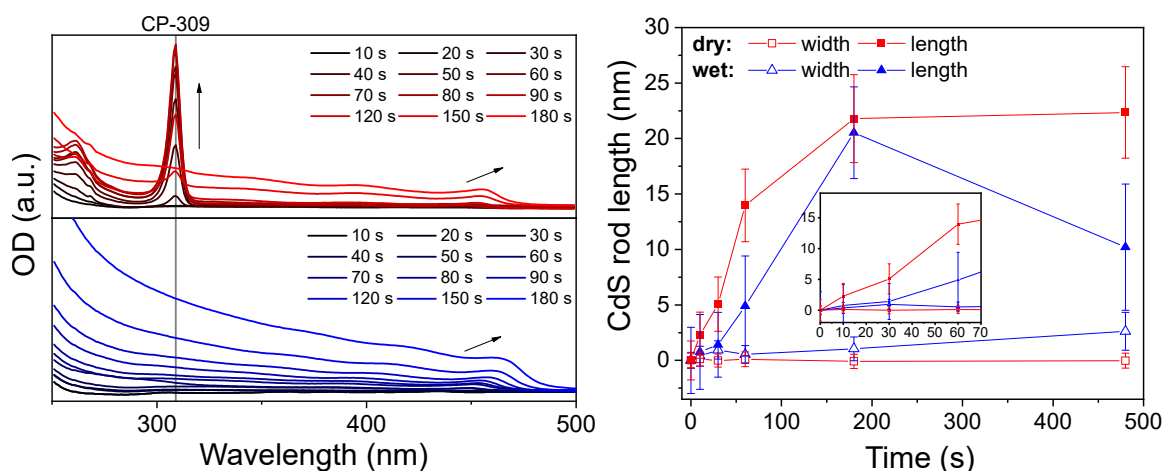 CP-309
10 s 20 s 30 s
40 s 50 s 60 s
70 s 80 s 90 s
120 s 150 s 180 s
10 s 20 s 30 s
40 s 50 s 60 s
70 s 80 s 90 s
120 s 150 s 180 s
OD (a.u.)
300 400 500
Wavelength (nm)
dry: width length
wet: width length
30
25
20
15
10
5
0
CdS rod length (nm)
15
10
5
0
0 10 20 30 40 50 60 70
0 100 200 300 400 500
Time (s)